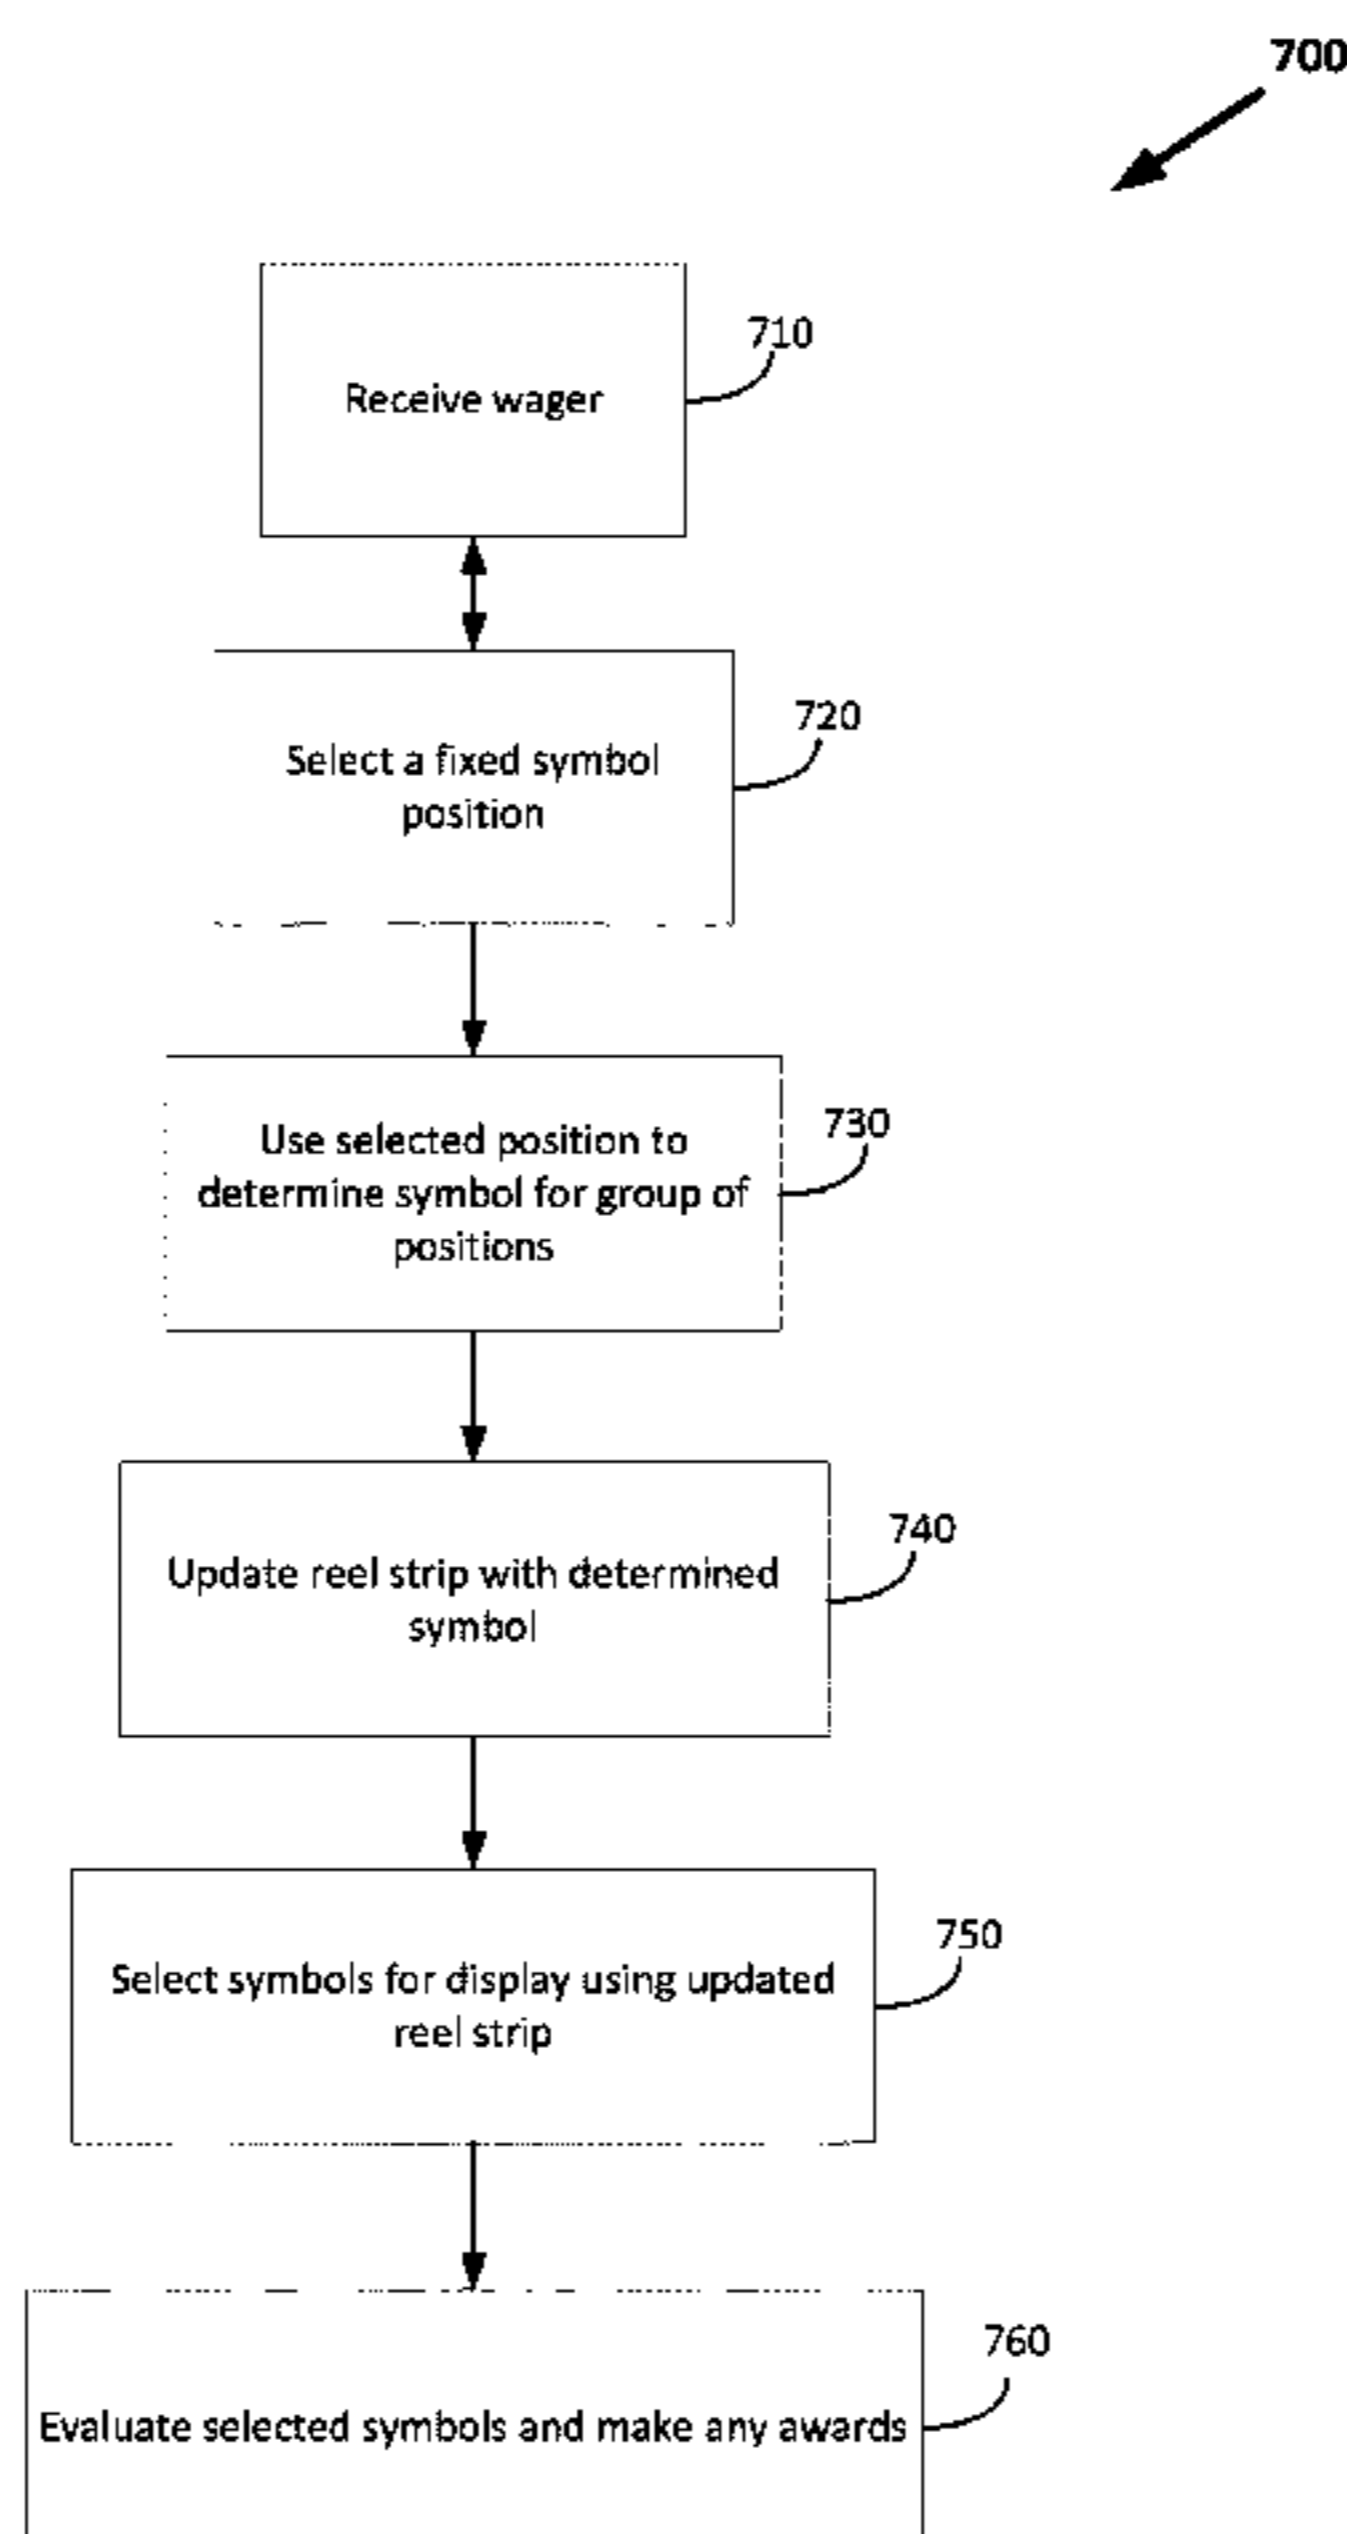 700
710
Receive wager
720
Select a fixed symbol
position
730
Use selected position to
determine symbol for group of
positions
740
Update reel strip with determined
symbol
750
Select symbols for display using updated
reel strip
760
Evaluate selected symbols and make any awards